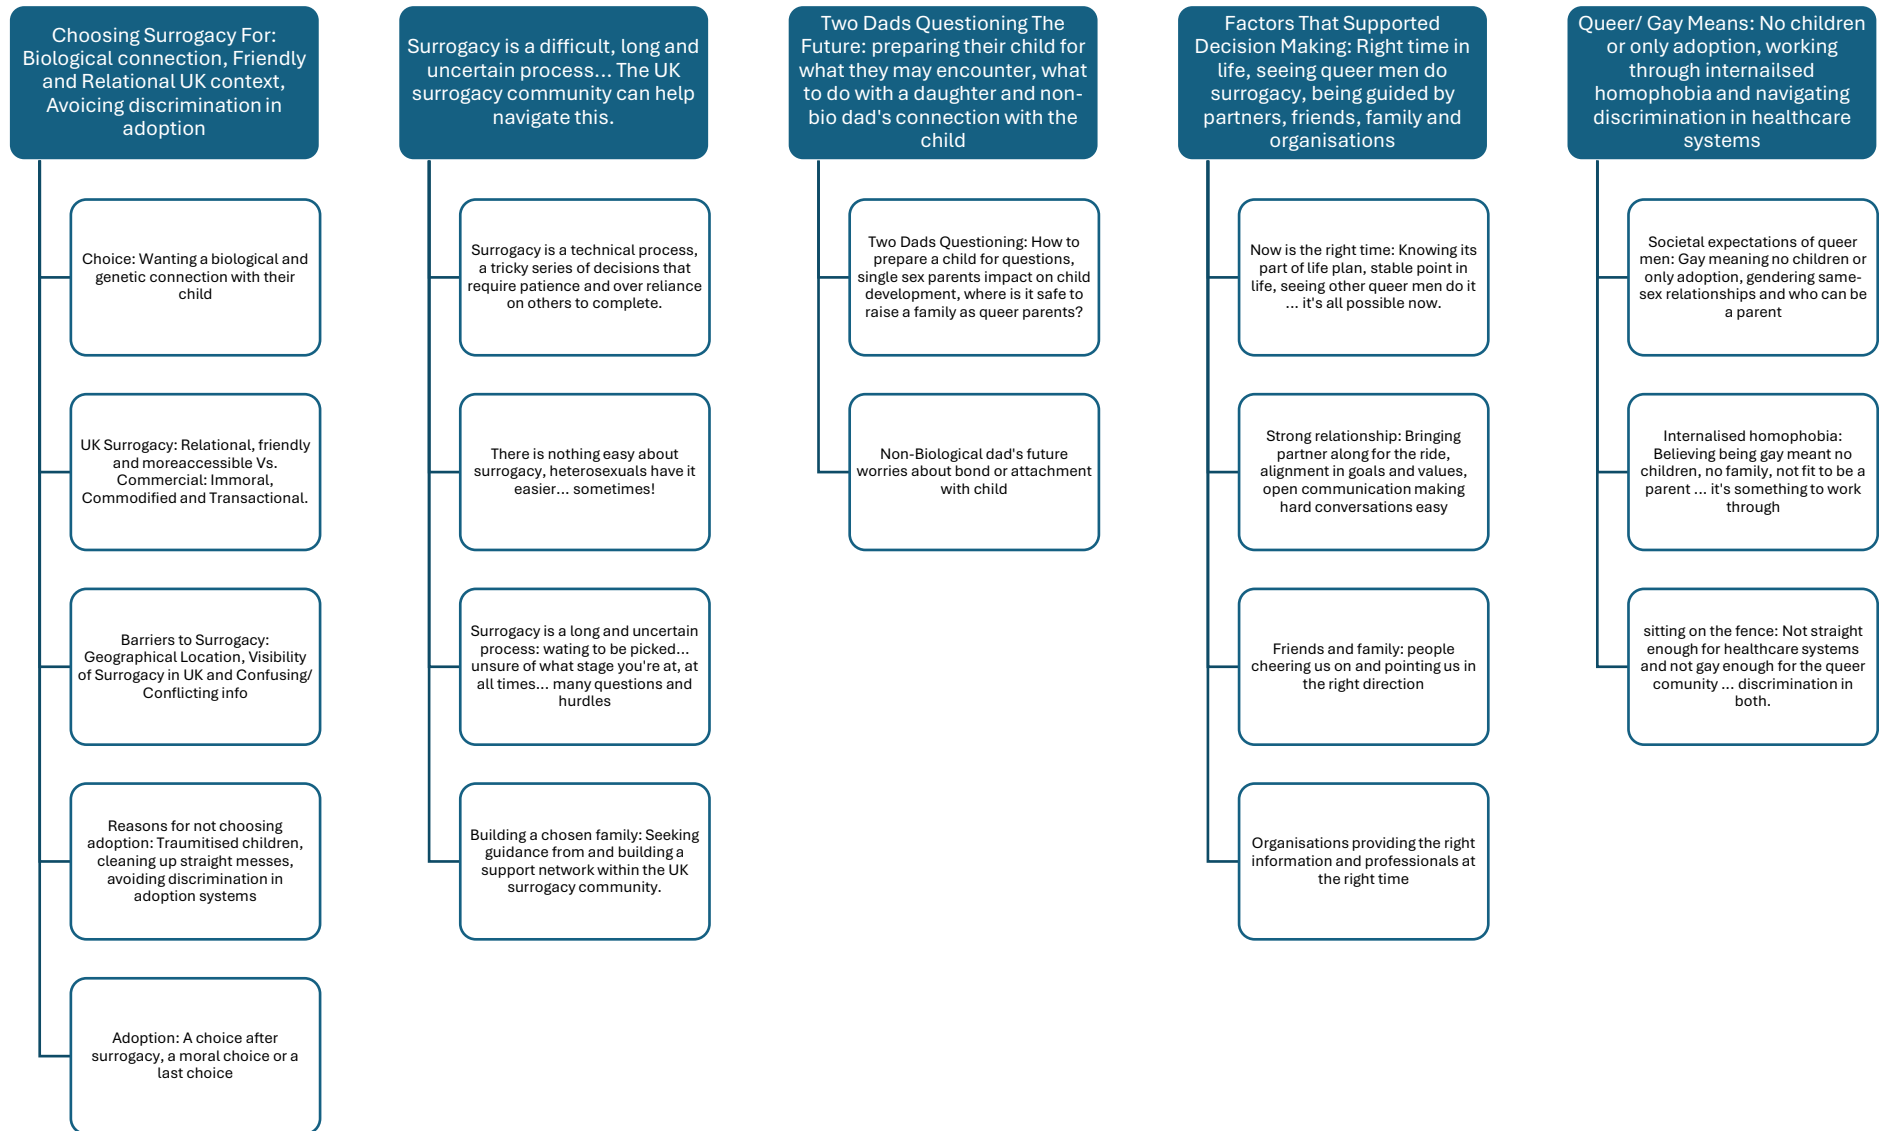 Choosing Surrogacy For:
Biological connection, Friendly
and Relational UK context,
Avoicing discrimination in
adoption
Choice: Wanting a biological and
genetic connection with their
child
UK Surrogacy: Relational, friendly
and moreaccessible Vs.
Commercial: Immoral,
Commodified and Transactional.
Barriers to Surrogacy:
Geographical Location, Visibility
of Surrogacy in UK and Confusing/
Conflicting info
Reasons for not choosing
adoption: Traumitised children,
cleaning up straight messes,
avoiding discrimination in
adoption systems
Adoption: A choice after
surrogacy, a moral choice or a
last choice
Surrogacy is a difficult, long and
uncertain process... The UK
surrogacy community can help
navigate this.
Surrogacy is a technical process,
a tricky series of decisions that
require patience and over reliance
on others to complete.
There is nothing easy about
surrogacy, heterosexuals have it
easier... sometimes!
Surrogacy is a long and uncertain
process: wating to be picked...
unsure of what stage you're at, at
all times... many questions and
hurdles
Building a chosen family: Seeking
guidance from and building a
support network within the UK
surrogacy community.
Two Dads Questioning The
Future: preparing their child for
what they may encounter, what
to do with a daughter and non-
bio dad's connection with the
child
Two Dads Questioning: How to
prepare a child for questions,
single sex parents impact on child
development, where is it safe to
raise a family as queer parents?
Non-Biological dad's future
worries about bond or attachment
with child
Factors That Supported
Decision Making: Right time in
life, seeing queer men do
surrogacy, being guided by
partners, friends, family and
organisations
Now is the right time: Knowing its
part of life plan, stable point in
life, seeing other queer men do it
... it's all possible now.
Strong relationship: Bringing
partner along for the ride,
alignment in goals and values,
open communication making
hard conversations easy
Friends and family: people
cheering us on and pointing us in
the right direction
Organisations providing the right
information and professionals at
the right time
Queer/ Gay Means: No children
or only adoption, working
through internailsed
homophobia and navigating
discrimination in healthcare
systems
Societal expectations of queer
men: Gay meaning no children or
only adoption, gendering same-
sex relationships and who can be
a parent
Internalised homophobia:
Believing being gay meant no
children, no family, not fit to be a
parent ... it's something to work
through
sitting on the fence: Not straight
enough for healthcare systems
and not gay enough for the queer
comunity ... discrimination in
both.